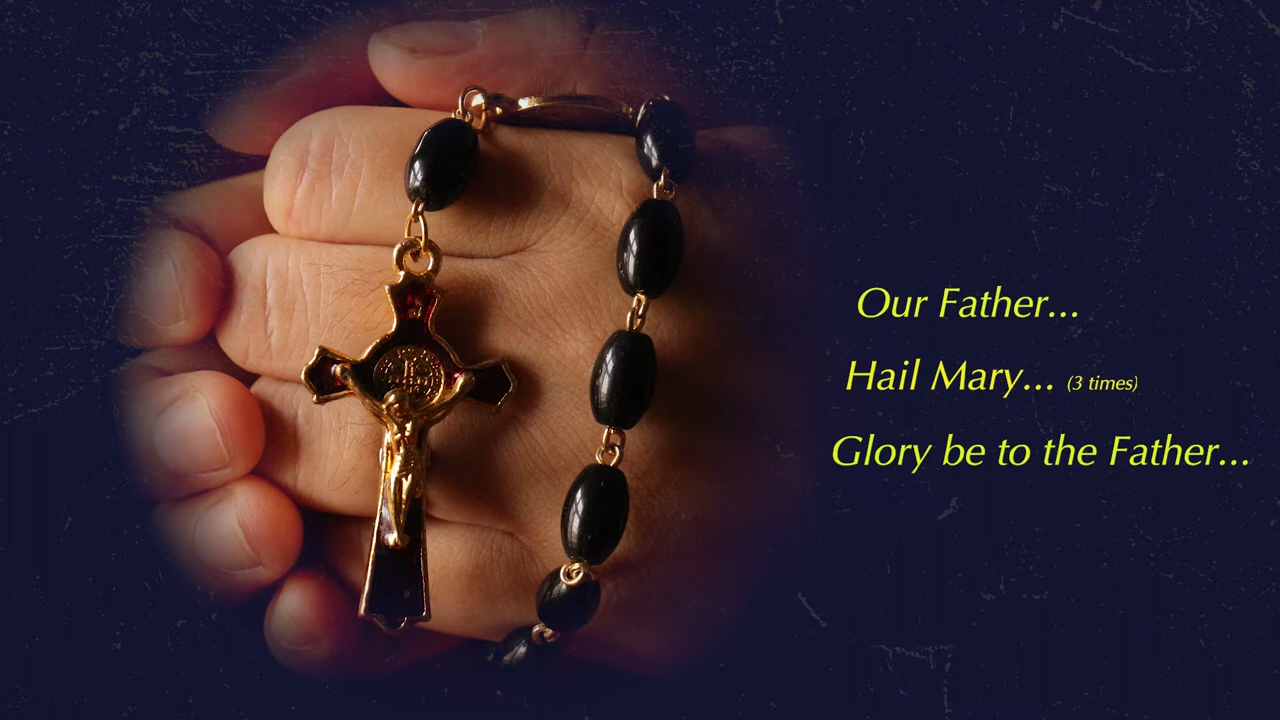 Our Father...
Hail Mary... (3 times)
Glory be to the Father...